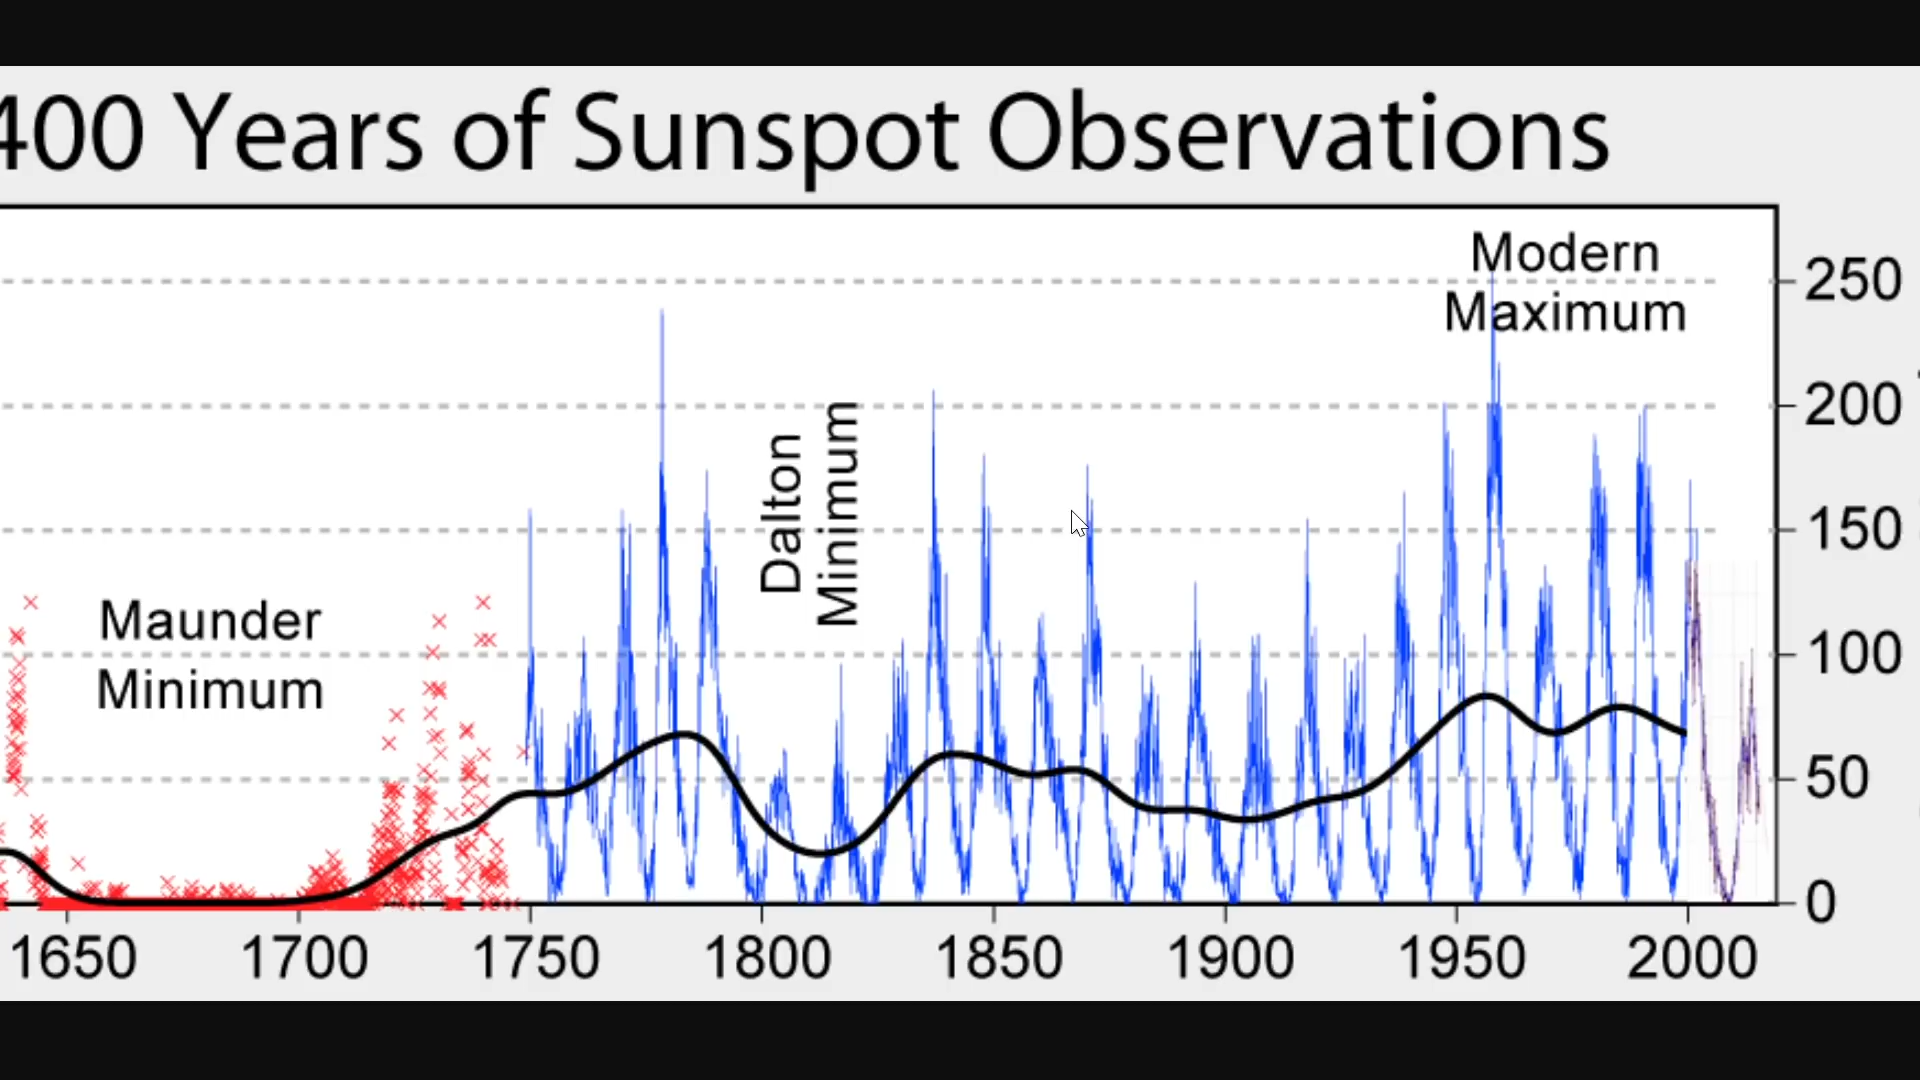 400 Years of Sunspot Observations
Modern
Maximum
Dalton
Minimum
Maunder
Minimum
250
200
150
100
50
0
1650 1700 1750 1800 1850 1900 1950 2000